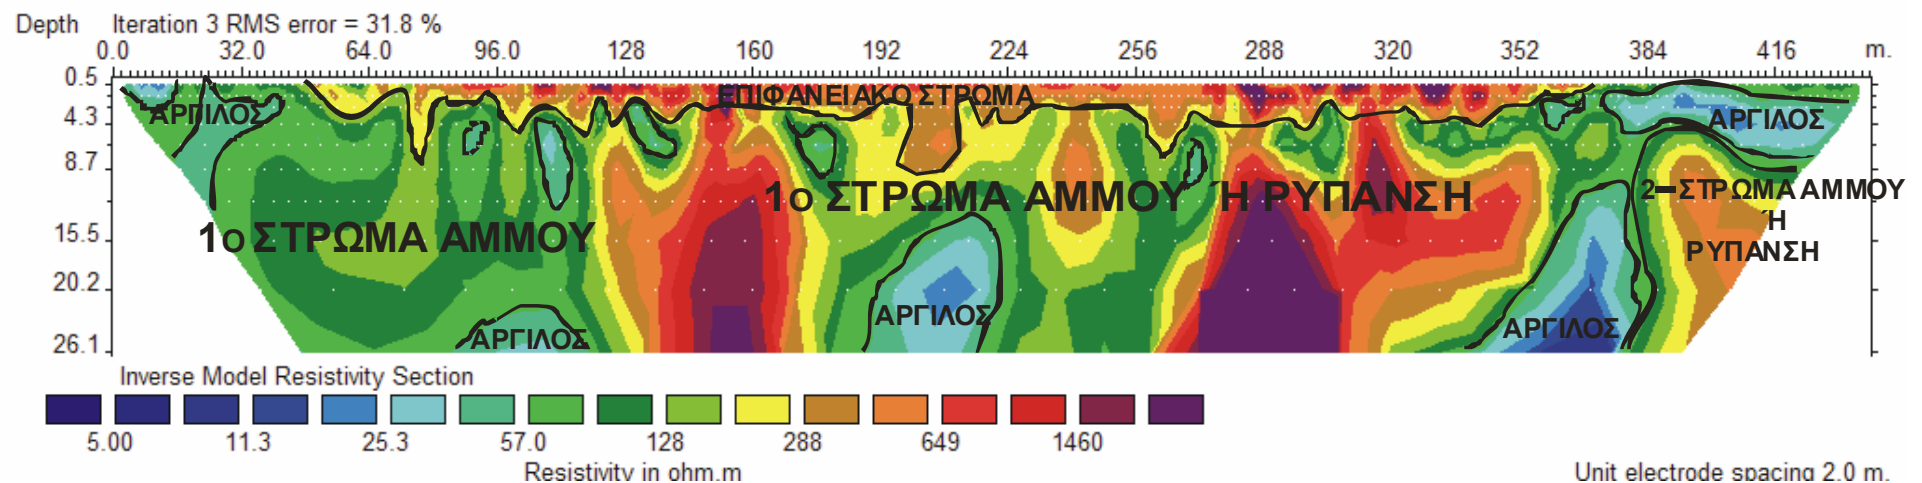 Depth Iteration 3 RMS error = 31.8 %
0.0 32.0 64.0 96.0 128 160 192 224 256 288 320 352 384 416 m.
0.5
ΕΠΙΦΑΝΕΙΑΚΟ ΣΤΡΩΜΑ
ΑΡΓΙΛΟΣ
4.3
ΑΡΓΙΛΟΣ
8.7
1ο ΣΤΡΩΜΑ ΑΜΜΟΥ Ή ΡΥΠΑΝΣΗ
2 ΣΤΡΩΜΑ ΑΜΜΟΥ
Ή
ΡΥΠΑΝΣΗ
1ο ΣΤΡΩΜΑ ΑΜΜΟΥ
15.5
20.2
ΑΡΓΙΛΟΣ
ΑΡΓΙΛΟΣ
ΑΡΓΙΛΟΣ
26.1
Inverse Model Resistivity Section
5.00 11.3 25.3 57.0 128 288 649 1460
Resistivity in ohm.m
Unit electrode spacing 2.0 m.